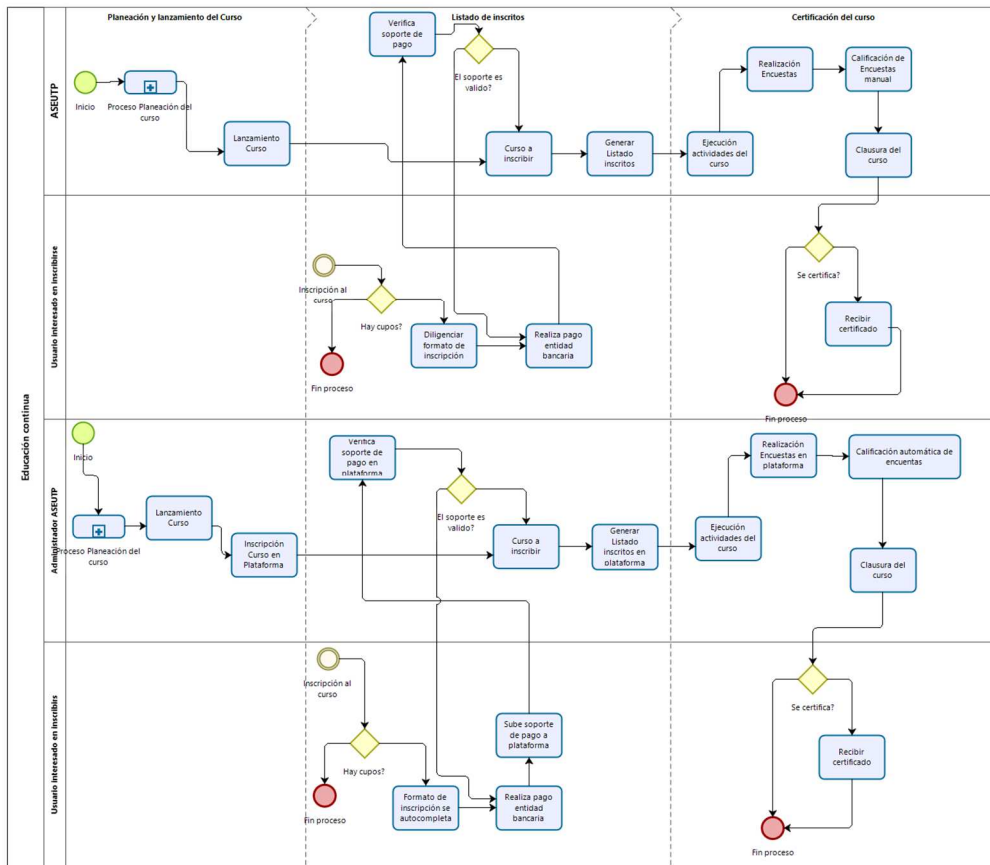 Planeación y lanzamiento del Curso
Listado de inscritos
Certificación del curso
Educación continua
ASEUTP
Inicio
Proceso Planeación del
curso
Lanzamiento
Curso
Verifica
soporte de
pago
El soporte es
valido?
Curso a
inscribir
Generar
Listado
inscritos
Ejecución
actividades del
curso
Realización
Encuestas
Calificación de
Encuestas
manual
Clausura del
curso
Usuario interesado en inscribirse
Inscripción al
curso
Hay cupos?
Fin proceso
Diligenciar
formato de
inscripción
Realiza pago
entidad
bancaria
Se certifica?
Recibir
certificado
Fin proceso
Administrador ASEUTP
Inicio
Proceso Planeación del
curso
Lanzamiento
Curso
Inscripción
Curso en
Plataforma
Verifica
soporte de
pago en
plataforma
El soporte es
valido?
Curso a
inscribir
Generar
Listado
inscritos en
plataforma
Ejecución
actividades del
curso
Realización
Encuestas en
plataforma
Calificación automática de
encuentas
Clausura del
curso
Usuario interesado en inscribirs
Inscripción al
curso
Hay cupos?
Fin proceso
Formato de
inscripción se
autocompleta
Realiza pago
entidad
bancaria
Sube soporte
de pago a
plataforma
Se certifica?
Recibir
certificado
Fin proceso